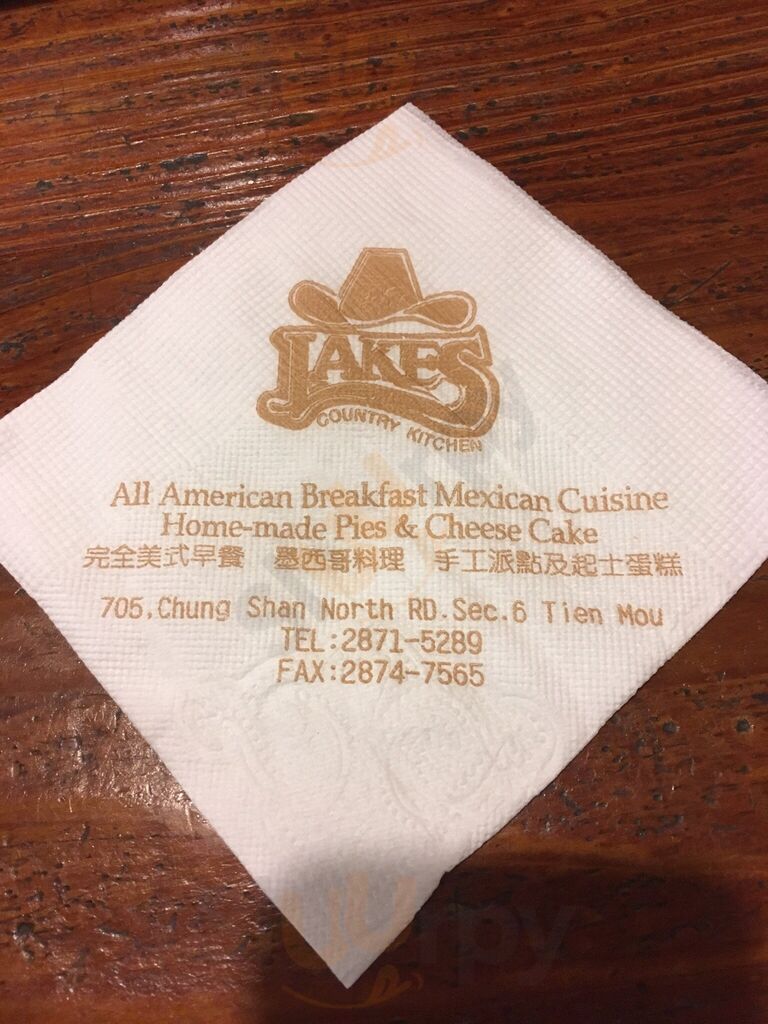 JAKES
COUNTRY KITCHEN
All American Breakfast Mexican Cuisine
Home-made Pies & Cheese Cake
完全美式早餐 墨西哥料理 手工派點及起士蛋糕
705,Chung Shan North RD.Sec.6 Tien Mou
TEL:2871-5289
FAX:2874-7565